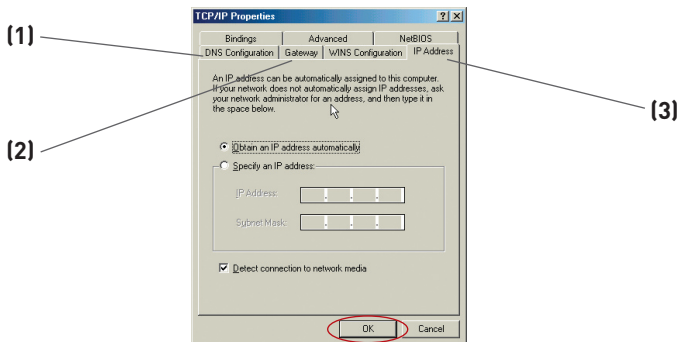 TCP/IP Properties
Bindings Advanced NetBIOS
DNS Configuration Gateway WINS Configuration IP Address
(1)
(2)
(3)
An IP address can be automatically assigned to this computer.
If your network does not automatically assign IP addresses, ask
your network administrator for an address, and then type it in
the space below.
Obtain an IP address automatically
Specify an IP address:
IP Address:
Subnet Mask:
Detect connection to network media
OK Cancel